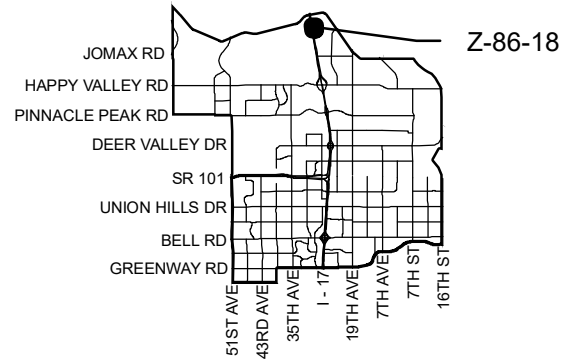 Z-86-18
JOMAX RD
HAPPY VALLEY RD
PINNACLE PEAK RD
DEER VALLEY DR
SR 101
UNION HILLS DR
BELL RD
GREENWAY RD
51ST AVE
43RD AVE
35TH AVE
I - 17
19TH AVE
7TH AVE
7TH ST
16TH ST